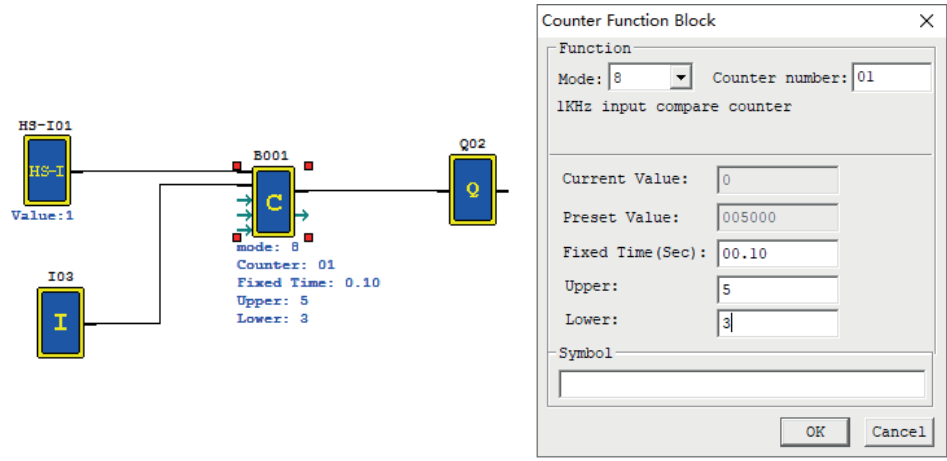 HS-I01
HS-I
Value:1
I03
I
B001
C
mode: 8
Counter: 01
Fixed Time: 0.10
Upper: 5
Lower: 3
Q02
Q
Counter Function Block
Function
Mode: 8 Counter number: 01
1KHz input compare counter
Current Value: 0
Preset Value: 005000
Fixed Time(Sec): 00.10
Upper: 5
Lower: 3
Symbol
OK Cancel